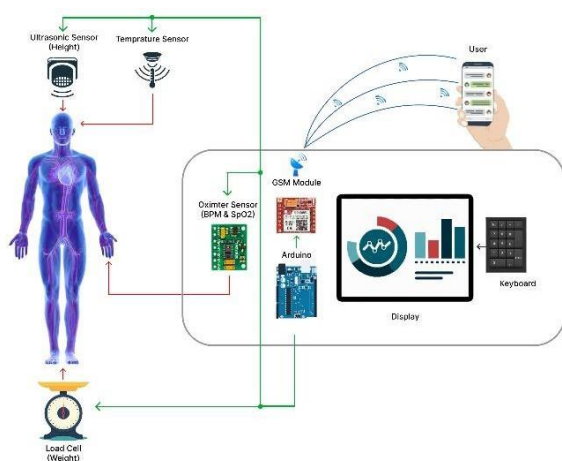 Ultrasonic Sensor
(Height)
Temprature Sensor
User
GSM Module
Oximter Sensor
(BPM & SpO2)
Arduino
Keyboard
Display
Load Cell
(Weight)